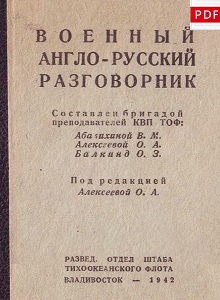 PDF
ВОЕННЫЙ
АНГЛО-РУССКИЙ
РАЗГОВОРНИК
Составлен бригадой
преподавателей КВП ТОФ:
Абазихиной В. М.
Алексеевой О. А.
Балкинд О. З.
Под редакцией
Алексеевой О. А.
РАЗВЕД. ОТДЕЛ ШТАБА
ТИХООКЕАНСКОГО ФЛОТА
ВЛАДИВОСТОК — 1942